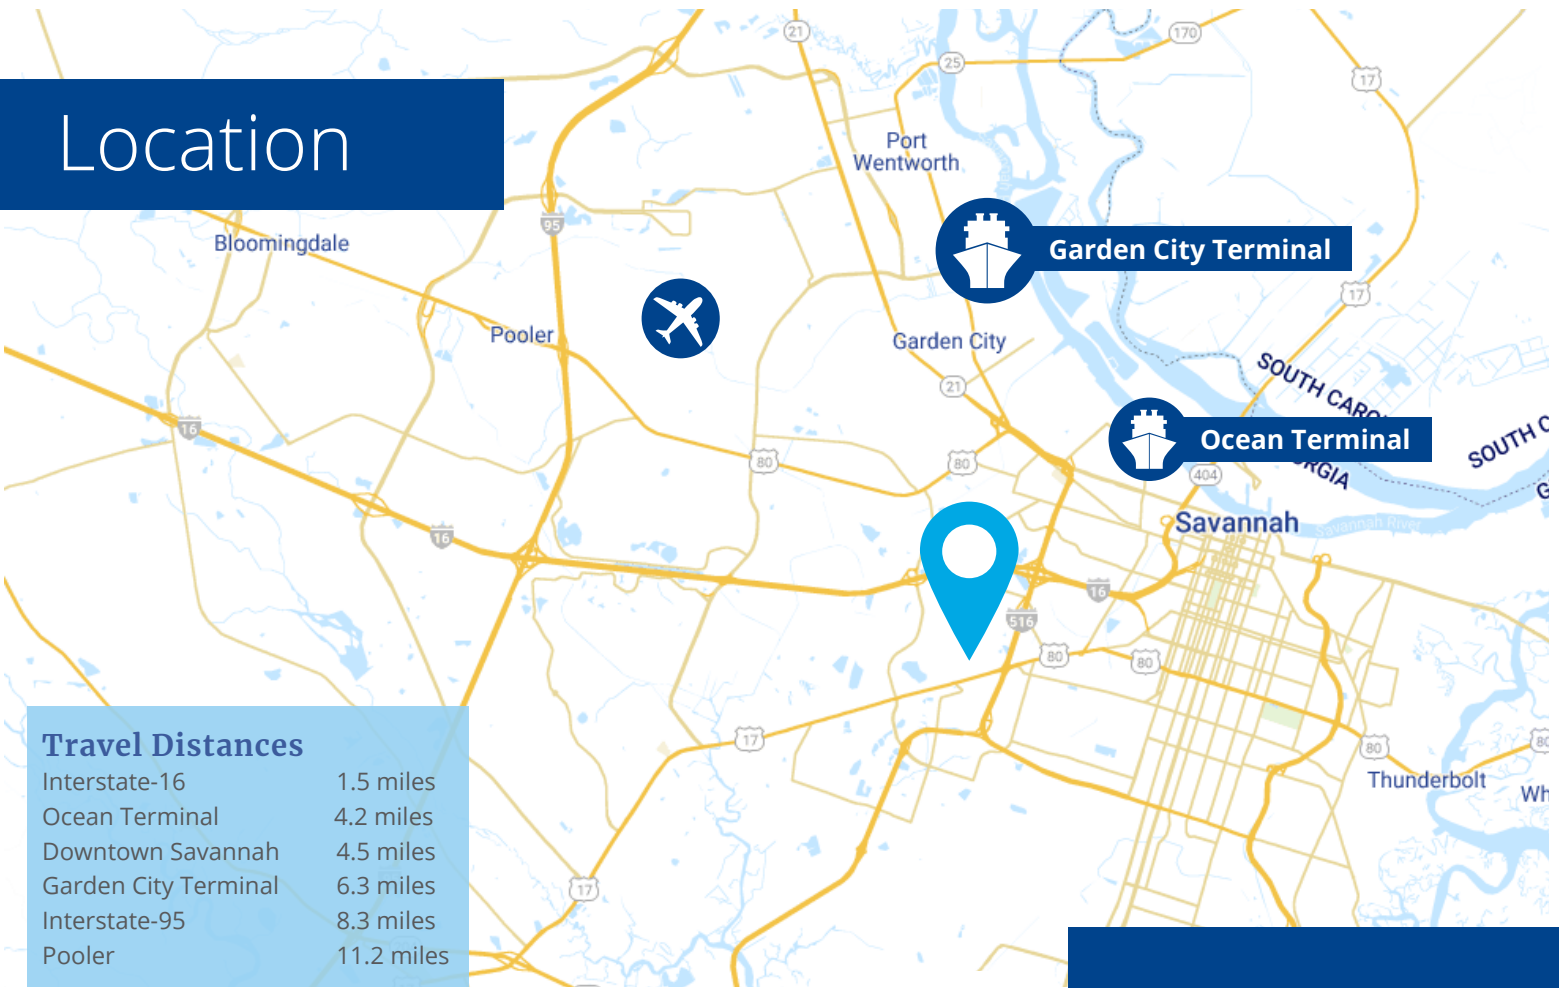 Location
21
170
25
17
Port
Wentworth
95
Bloomingdale
Garden City Terminal
17
Pooler
Garden City
21
SOUTH
16
Ocean Terminal
SOUTH
80
80
404
16
Savannah
Savannah River
16
516
80
80
17
80
80
Travel Distances
Interstate-16 1.5 miles
Thunderbolt
Wh
Ocean Terminal 4.2 miles
Downtown Savannah 4.5 miles
Garden City Terminal 6.3 miles
17
Interstate-95 8.3 miles
Pooler 11.2 miles